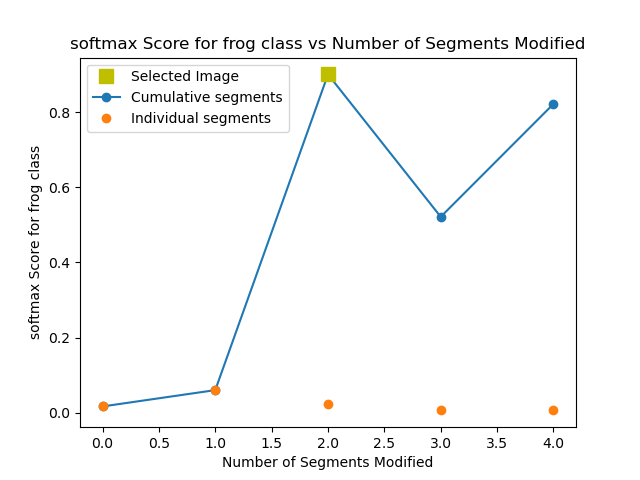 softmax Score for frog class vs Number of Segments Modified
Selected Image
Cumulative segments
Individual segments
softmax Score for frog class
0.8
0.6
0.4
0.2
0.0
0.0 0.5 1.0 1.5 2.0 2.5 3.0 3.5 4.0
Number of Segments Modified